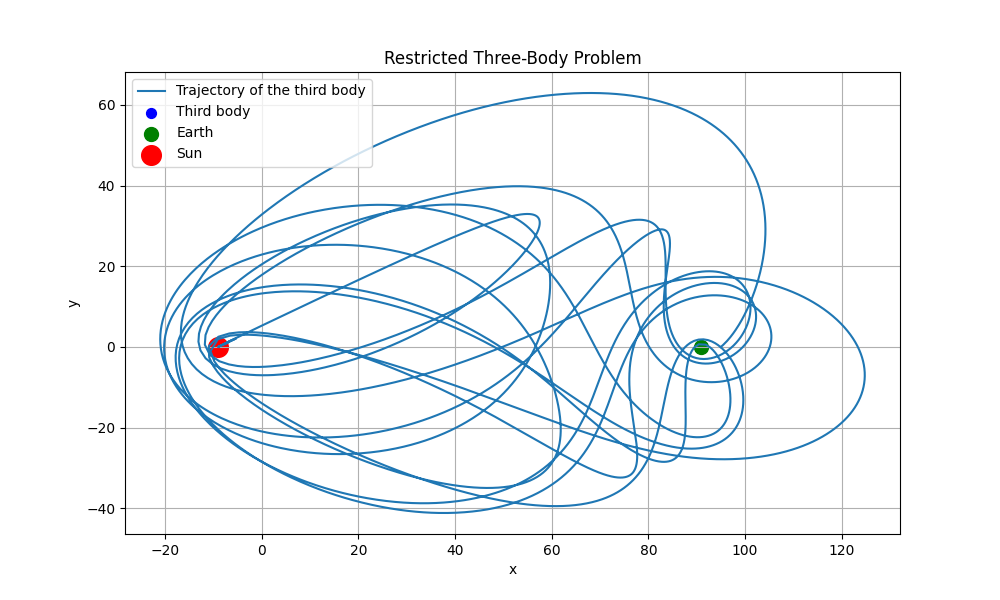 Restricted Three-Body Problem
Trajectory of the third body
Third body
Earth
Sun
y
60
40
20
0
−20
−40
−20 0 20 40 60 80 100 120
x